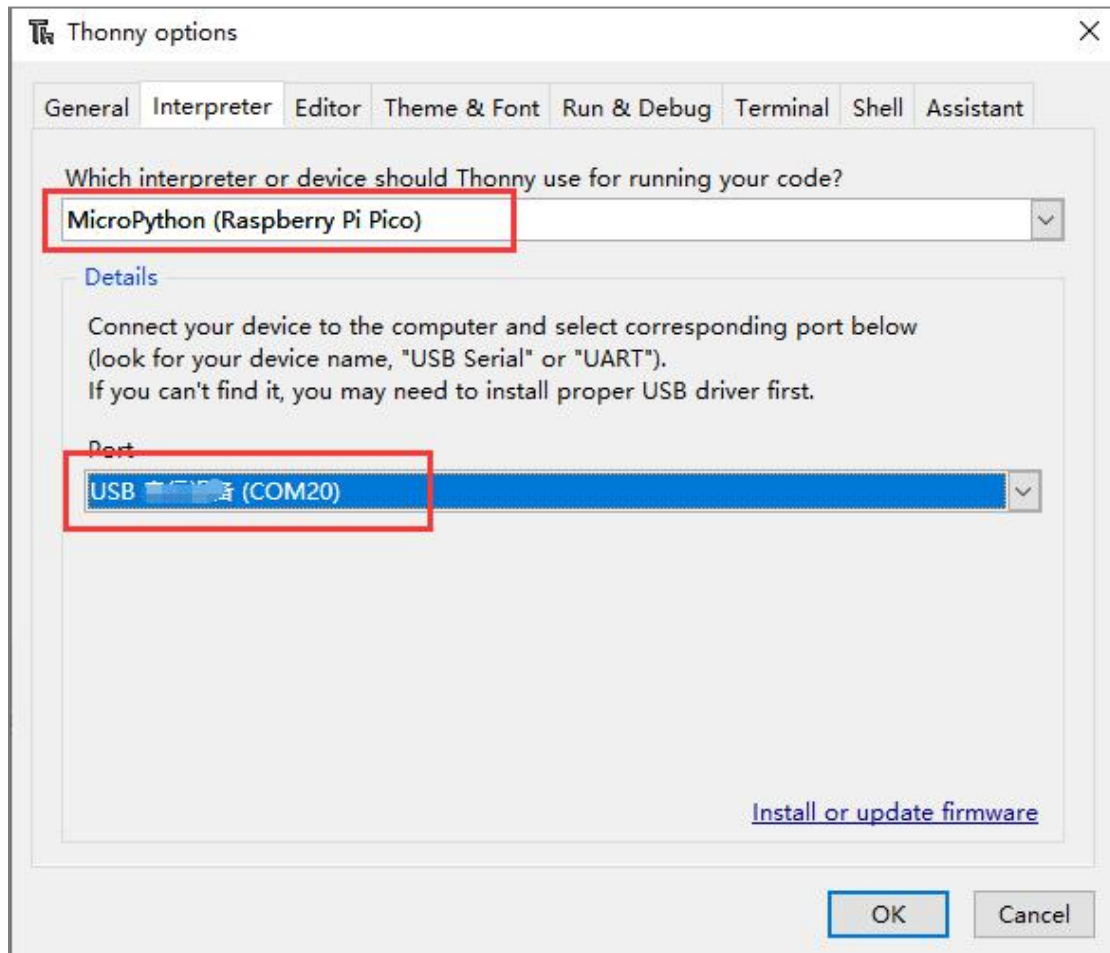 Thonny options
General Interpreter Editor Theme & Font Run & Debug Terminal Shell Assistant
Which interpreter or device should Thonny use for running your code?
MicroPython (Raspberry Pi Pico)
Details
Connect your device to the computer and select corresponding port below
(look for your device name, "USB Serial" or "UART").
If you can't find it, you may need to install proper USB driver first.
Port
USB (COM20)
Install or update firmware
OK Cancel